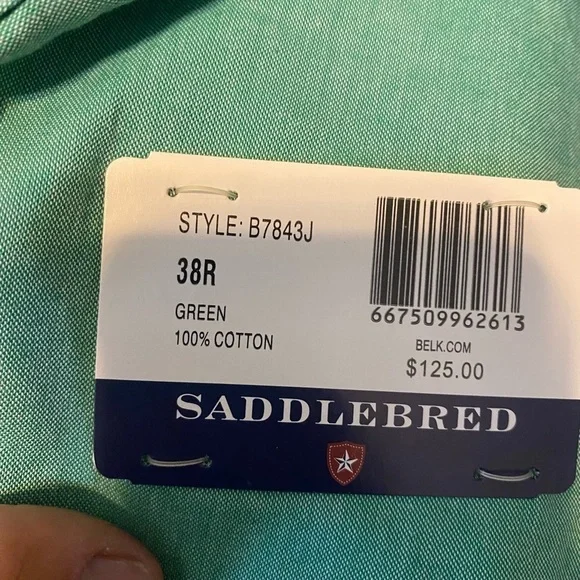 STYLE: B7843J
38R
GREEN
100% COTTON
667509962613
BELK.COM
$125.00
SADDLEBRED